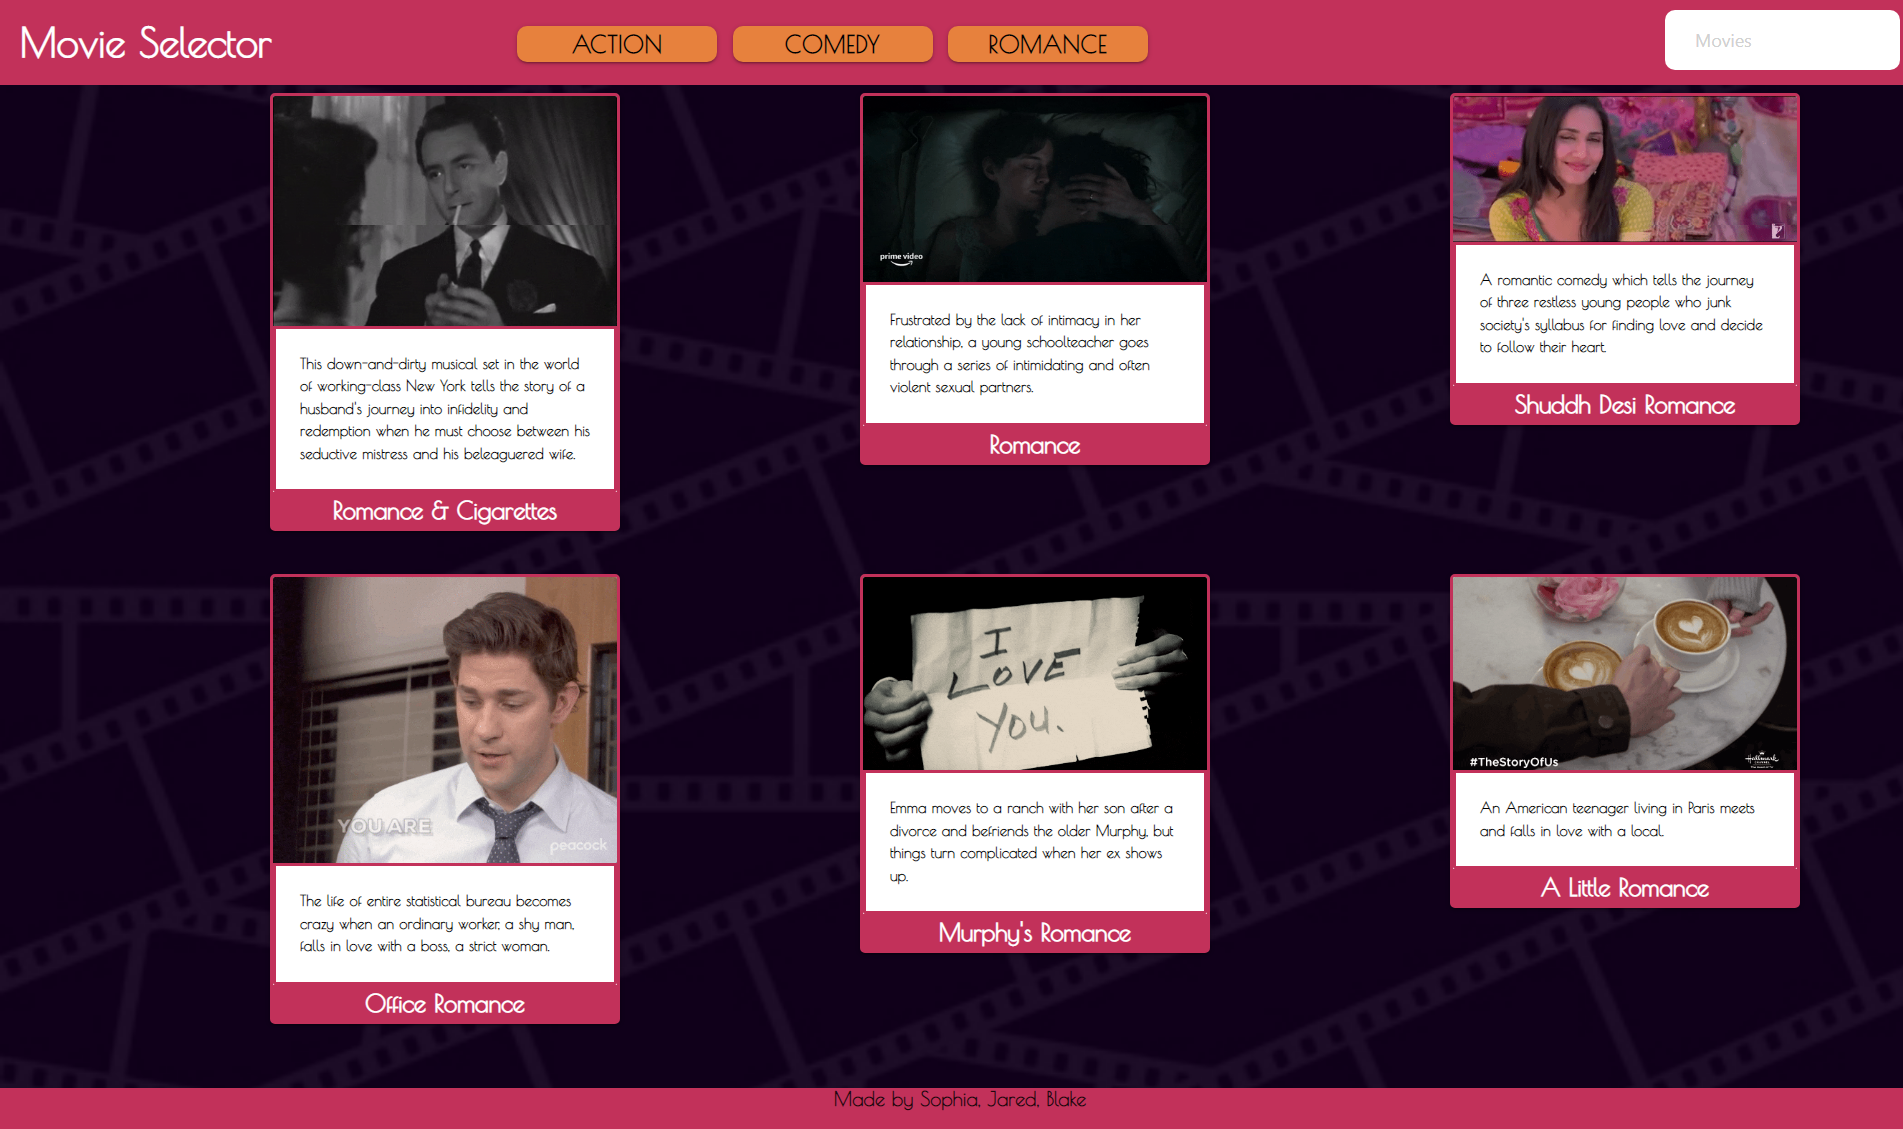 Movie Selector
ACTION
COMEDY
ROMANCE
Movies
This down-and-dirty musical set in the world
of working-class New York tells the story of a
husband's journey into infidelity and
redemption when he must choose between his
seductive mistress and his beleaguered wife.
Romance & Cigarettes
prime video
Frustrated by the lack of intimacy in her
relationship, a young schoolteacher goes
through a series of intimidating and often
violent sexual partners.
Romance
A romantic comedy which tells the journey
of three restless young people who junk
society's syllabus for finding love and decide
to follow their heart.
Shuddh Desi Romance
YOU ARE
peacock
The life of entire statistical bureau becomes
crazy when an ordinary worker, a shy man,
falls in love with a boss, a strict woman.
Office Romance
I
LOVE
YOU.
Emma moves to a ranch with her son after a
divorce and befriends the older Murphy, but
things turn complicated when her ex shows
up.
Murphy's Romance
#TheStoryOfUs
Hallmark
CHANNEL
An American teenager living in Paris meets
and falls in love with a local.
A Little Romance
Made by Sophia, Jared, Blake